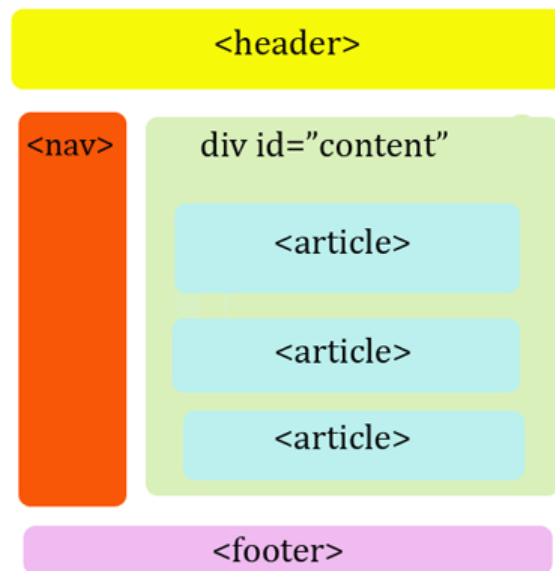 <header>
<nav>
div id=”content”
<article>
<article>
<article>
<footer>